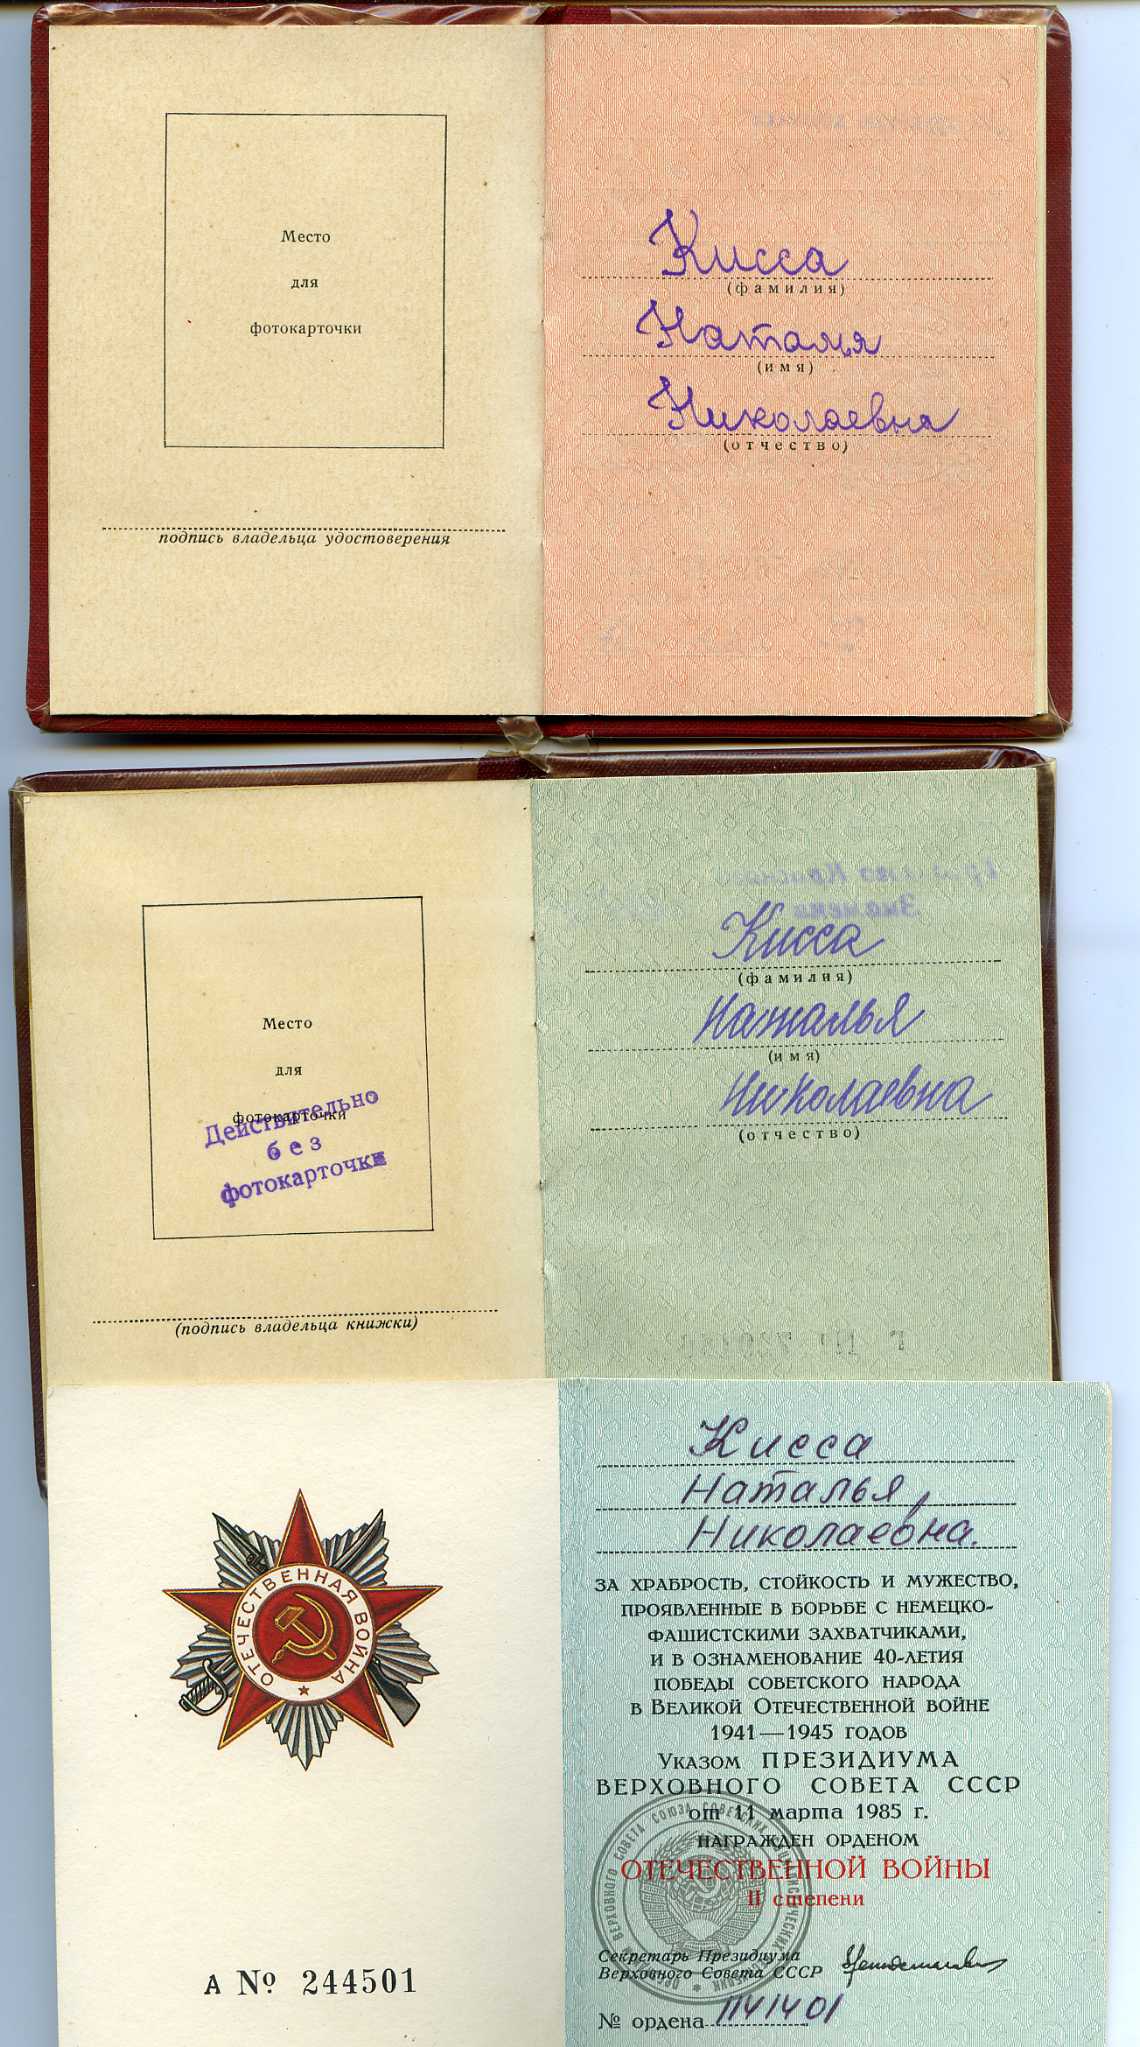 Место
для
фотокарточки
подпись владельца удостоверения
Кисса
(фамилия)
Наталия
(имя)
Николаевна
(отчество)
Место
для
фотокарточки
Действительно
без
фотокарточки
(подпись владельца книжки)
Кисса
(фамилия)
Наталья
(имя)
Николаевна
(отчество)
ОТЕЧЕСТВЕННАЯ ВОЙНА
А № 244501
Кисса
Наталья
Николаевна.
ЗА ХРАБРОСТЬ, СТОЙКОСТЬ И МУЖЕСТВО,
ПРОЯВЛЕННЫЕ В БОРЬБЕ С НЕМЕЦКО-
ФАШИСТСКИМИ ЗАХВАТЧИКАМИ,
И В ОЗНАМЕНОВАНИЕ 40-ЛЕТИЯ
ПОБЕДЫ СОВЕТСКОГО НАРОДА
В ВЕЛИКОЙ ОТЕЧЕСТВЕННОЙ ВОЙНЕ
1941—1945 ГОДОВ
УКАЗОМ ПРЕЗИДИУМА
ВЕРХОВНОГО СОВЕТА СССР
от 11 марта 1985 г.
НАГРАЖДЕН ОРДЕНОМ
ОТЕЧЕСТВЕННОЙ ВОЙНЫ
II степени
Секретарь Президиума
Верховного Совета СССР
№ ордена 1141401